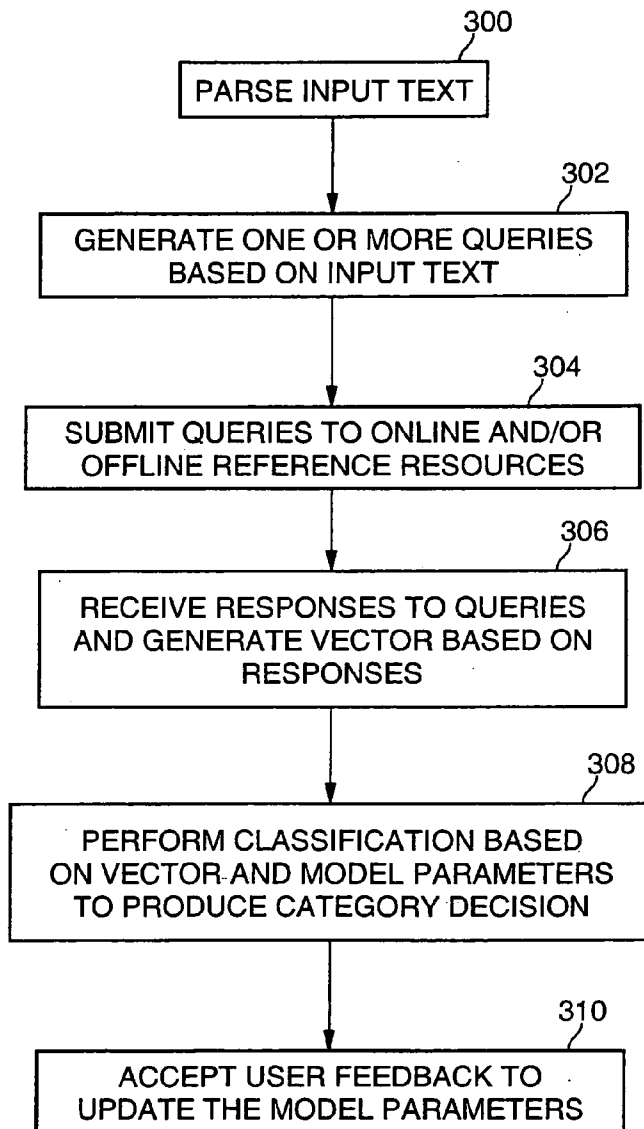 300
PARSE INPUT TEXT
302
GENERATE ONE OR MORE QUERIES
BASED ON INPUT TEXT
304
SUBMIT QUERIES TO ONLINE AND/OR
OFFLINE REFERENCE RESOURCES
306
RECEIVE RESPONSES TO QUERIES
AND GENERATE VECTOR BASED ON
RESPONSES
308
PERFORM CLASSIFICATION BASED
ON VECTOR AND MODEL PARAMETERS
TO PRODUCE CATEGORY DECISION
310
ACCEPT USER FEEDBACK TO
UPDATE THE MODEL PARAMETERS